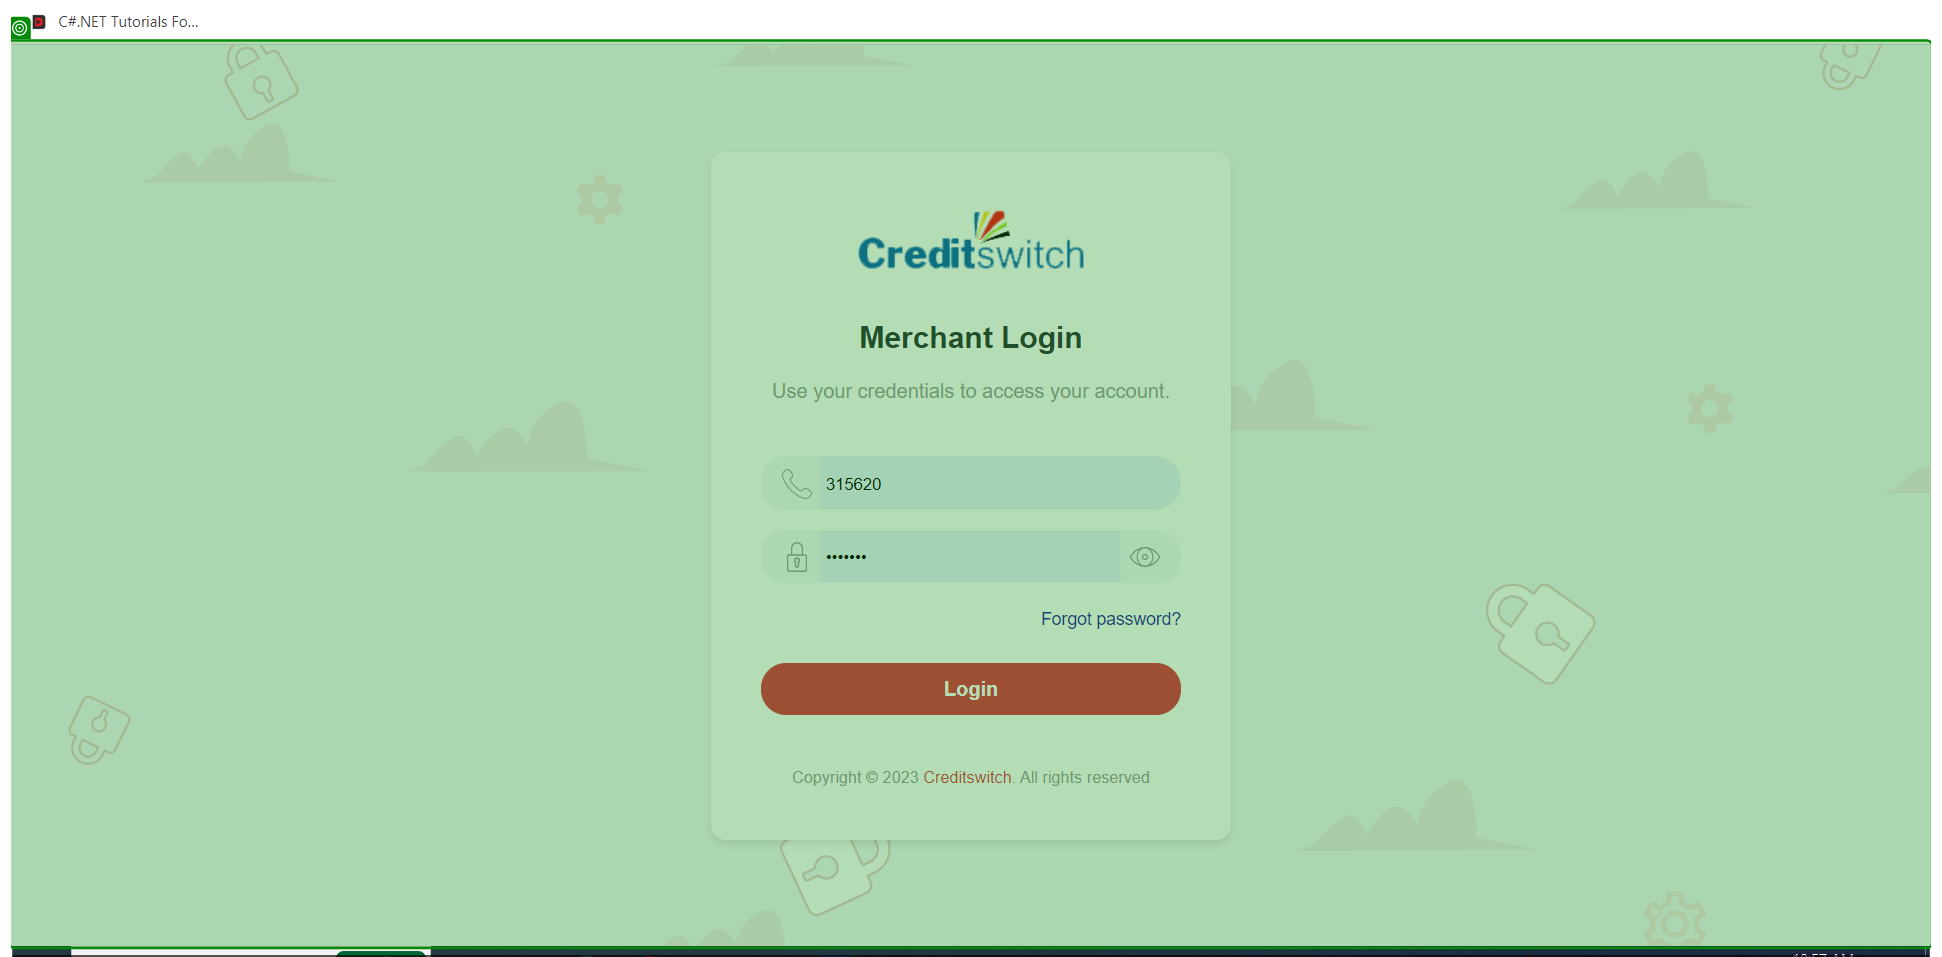 C#.NET Tutorials Fo...
Creditswitch
Merchant Login
Use your credentials to access your account.
315620
•••••••
Forgot password?
Login
Copyright © 2023 Creditswitch. All rights reserved